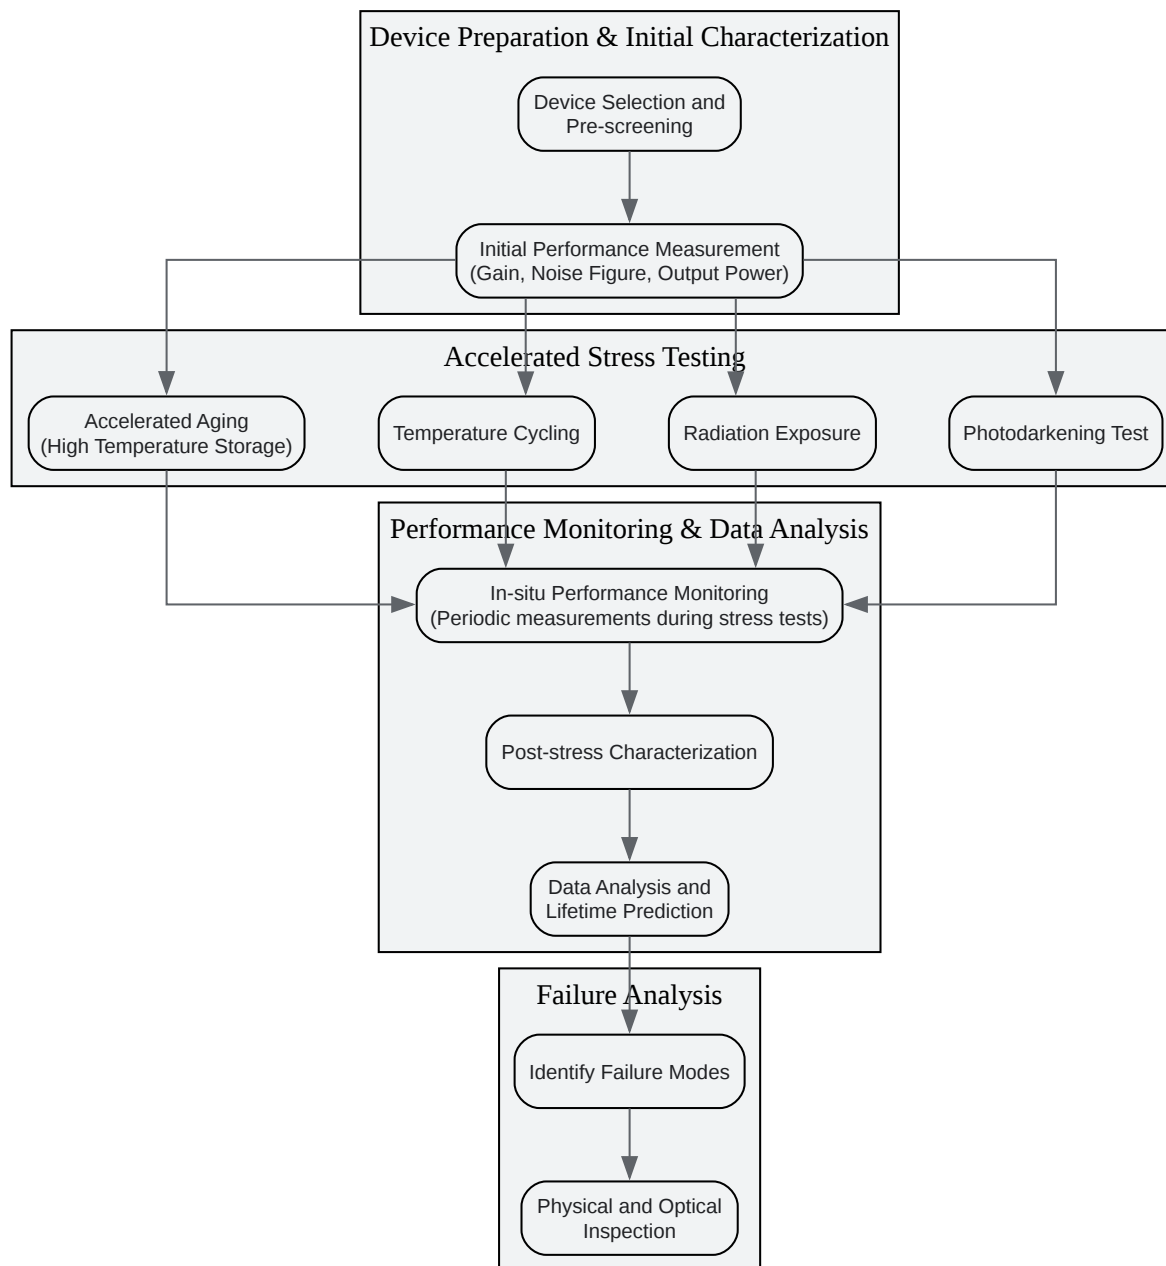 Device Preparation & Initial Characterization
Device Selection and
Pre-screening
Initial Performance Measurement
(Gain, Noise Figure, Output Power)
Accelerated Stress Testing
Accelerated Aging
(High Temperature Storage)
Temperature Cycling
Radiation Exposure
Photodarkening Test
Performance Monitoring & Data Analysis
In-situ Performance Monitoring
(Periodic measurements during stress tests)
Post-stress Characterization
Data Analysis and
Lifetime Prediction
Failure Analysis
Identify Failure Modes
Physical and Optical
Inspection